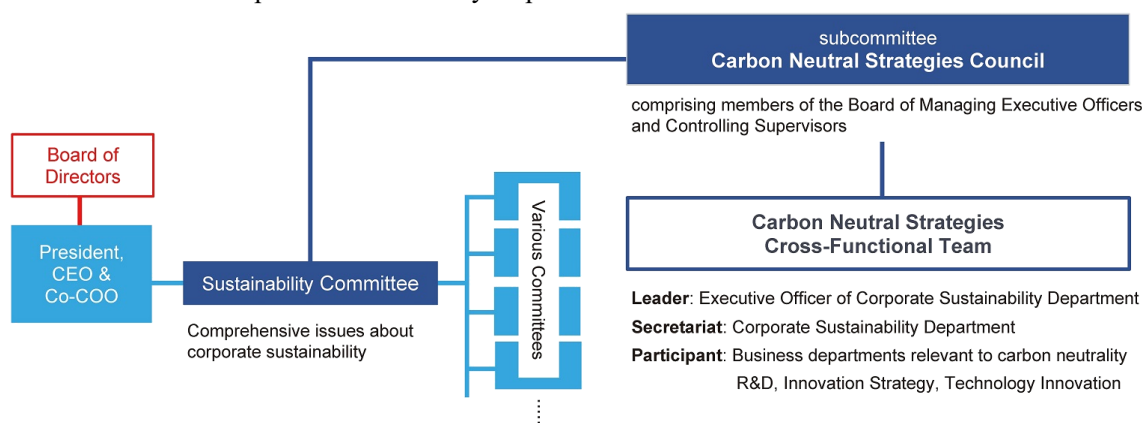 subcommittee
Carbon Neutral Strategies Council
comprising members of the Board of Managing Executive Officers
and Controlling Supervisors
Board of
Directors
President,
CEO &
Co-COO
Sustainability Committee
Comprehensive issues about
corporate sustainability
Various Committees
Carbon Neutral Strategies
Cross-Functional Team
Leader: Executive Officer of Corporate Sustainability Department
Secretariat: Corporate Sustainability Department
Participant: Business departments relevant to carbon neutrality
R&D, Innovation Strategy, Technology Innovation